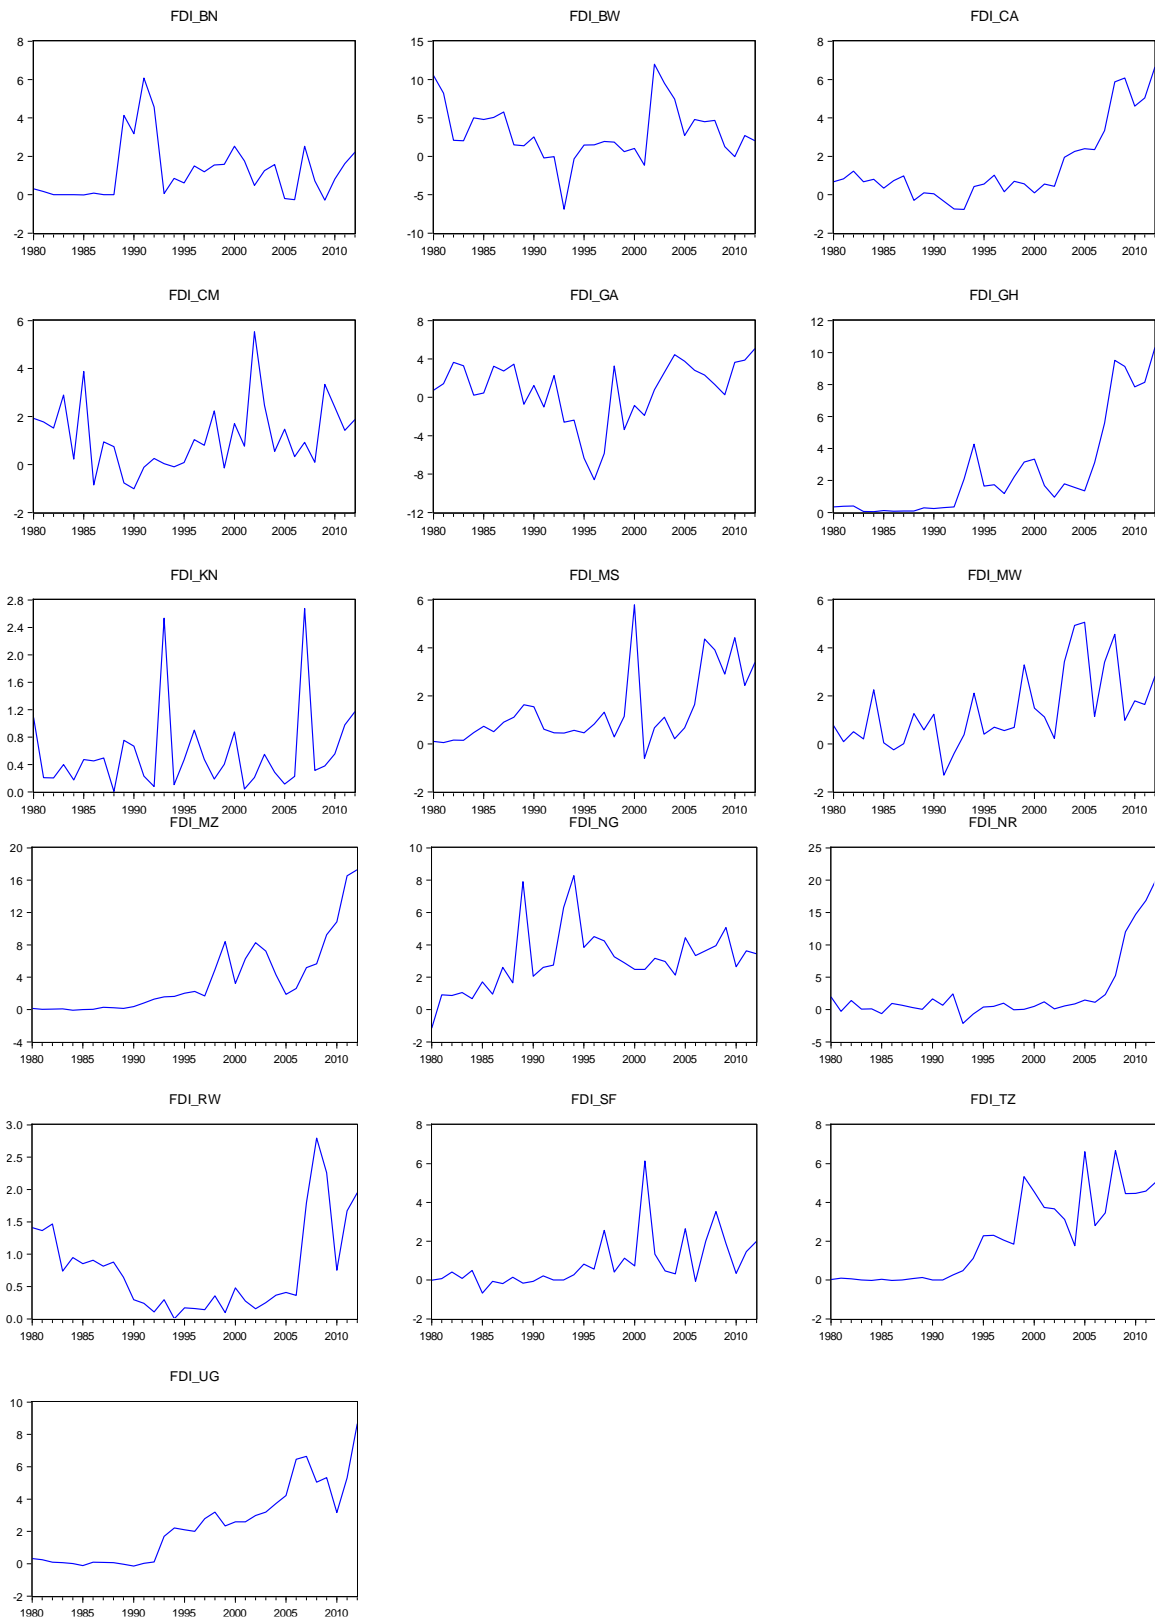 FDI_BN FDI_BW FDI_CA
8 15 8
6 10 6
4 5 4
2 0 2
0 -5 0
-2 -10 -2
1980 1985 1990 1995 2000 2005 2010 1980 1985 1990 1995 2000 2005 2010 1980 1985 1990 1995 2000 2005 2010
FDI_CM FDI_GA FDI_GH
6 8 12
4 4 10
2 0 8
0 -4 6
-2 -8 4
-12 2
0
1980 1985 1990 1995 2000 2005 2010 1980 1985 1990 1995 2000 2005 2010 1980 1985 1990 1995 2000 2005 2010
FDI_KN FDI_MS FDI_MW
2.8 6 6
2.4 4 4
2.0 2 2
1.6 0 0
1.2 -2 -2
0.8
0.4
0.0
1980 1985 1990 1995 2000 2005 2010 1980 1985 1990 1995 2000 2005 2010 1980 1985 1990 1995 2000 2005 2010
FDI_MZ FDI_NG FDI_NR
20 10 25
16 8 20
12 6 15
8 4 10
4 2 5
0 0 0
-4 -2 -5
1980 1985 1990 1995 2000 2005 2010 1980 1985 1990 1995 2000 2005 2010 1980 1985 1990 1995 2000 2005 2010
FDI_RW FDI_SF FDI_TZ
3.0 8 8
2.5 6 6
2.0 4 4
1.5 2 2
1.0 0 0
0.5 -2 -2
0.0
1980 1985 1990 1995 2000 2005 2010 1980 1985 1990 1995 2000 2005 2010 1980 1985 1990 1995 2000 2005 2010
FDI_UG
10
8
6
4
2
0
-2
1980 1985 1990 1995 2000 2005 2010